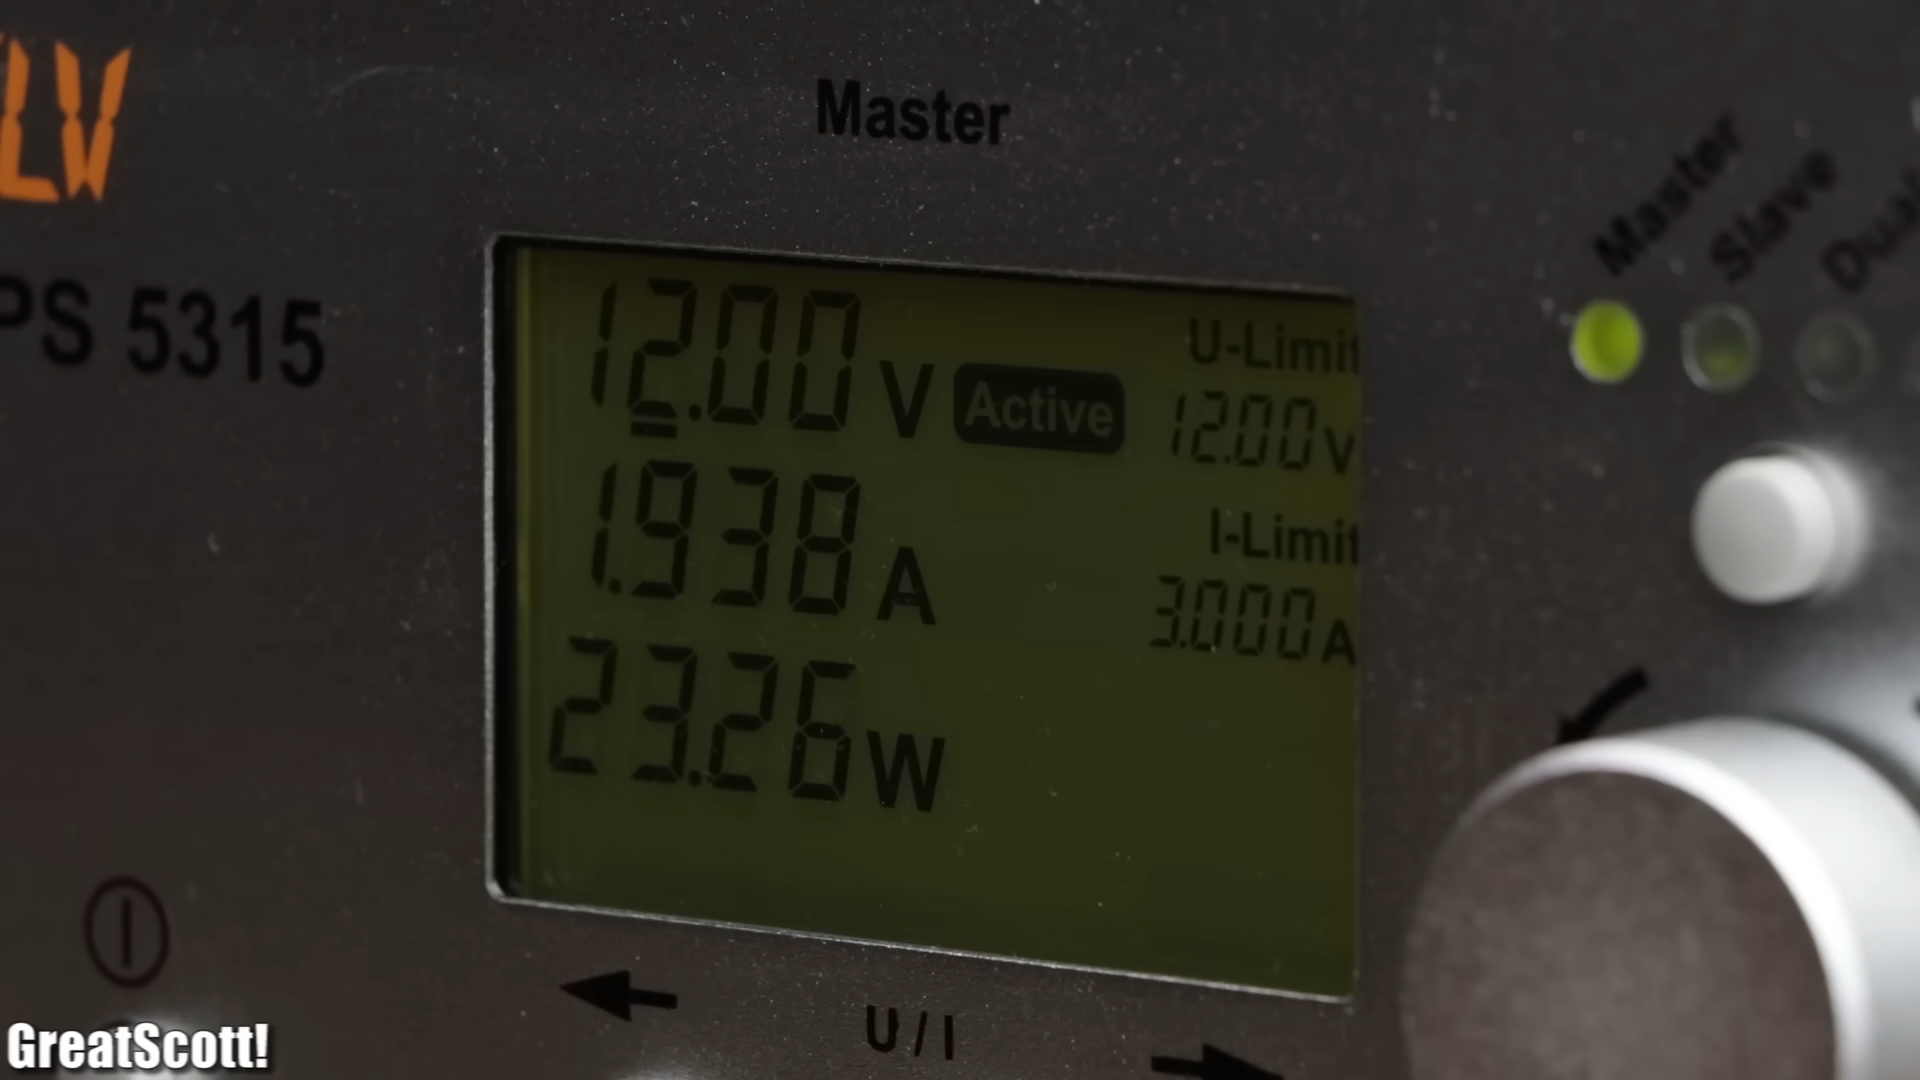 LV
Master
PS 5315
12.00 V Active
U-Limit
12.00 V
1.938 A
I-Limit
3.000 A
23.26 W
U / I
Master
Slave
Dual
GreatScott!